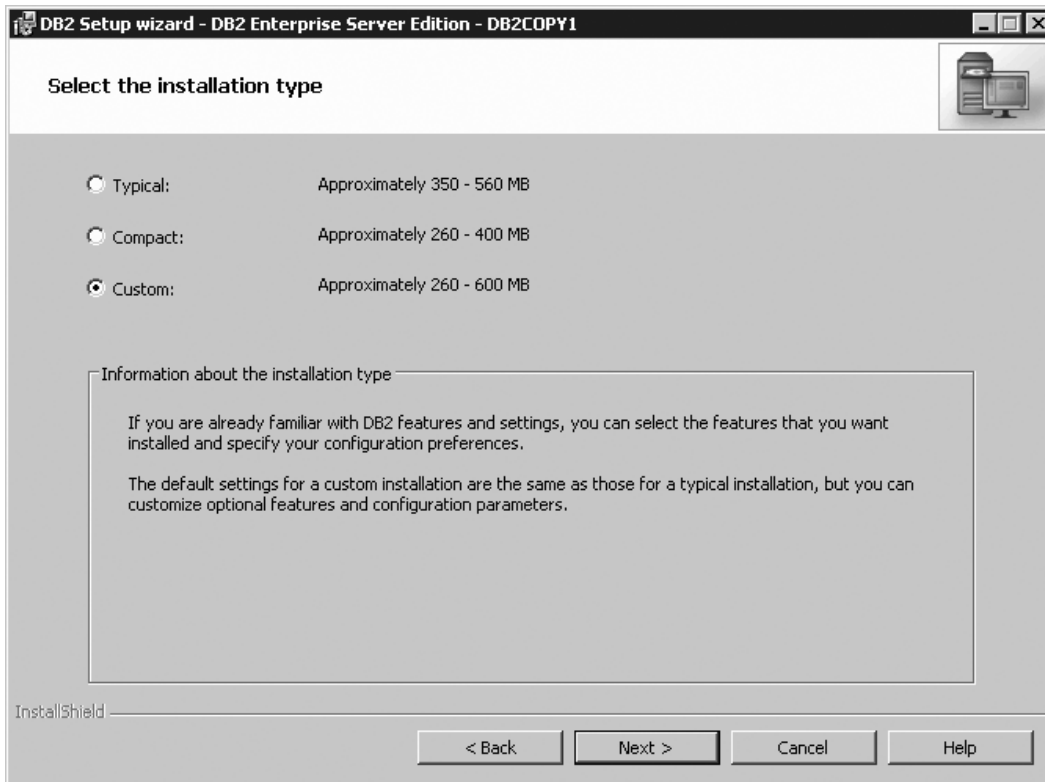 DB2 Setup wizard - DB2 Enterprise Server Edition - DB2COPY1
Select the installation type
Typical: Approximately 350 - 560 MB
Compact: Approximately 260 - 400 MB
Custom: Approximately 260 - 600 MB
Information about the installation type
If you are already familiar with DB2 features and settings, you can select the features that you want
installed and specify your configuration preferences.
The default settings for a custom installation are the same as those for a typical installation, but you can
customize optional features and configuration parameters.
InstallShield
< Back Next > Cancel Help